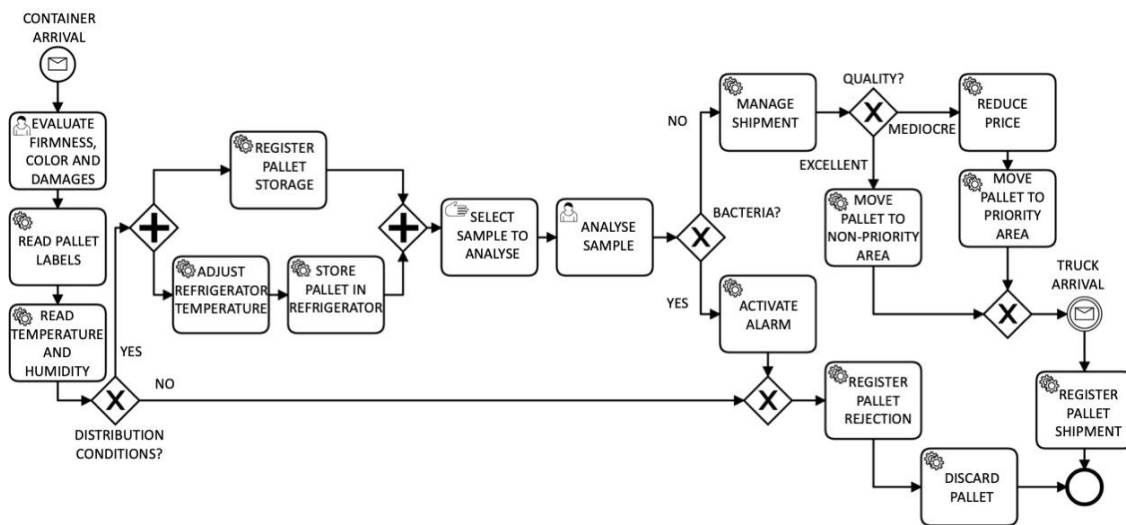 CONTAINER
ARRIVAL
EVALUATE
FIRMNESS,
COLOR AND
DAMAGES
READ PALLET
LABELS
READ
TEMPERATURE
AND
HUMIDITY
YES
NO
DISTRIBUTION
CONDITIONS?
REGISTER
PALLET
STORAGE
ADJUST
REFRIGERATOR
TEMPERATURE
STORE
PALLET IN
REFRIGERATOR
SELECT
SAMPLE TO
ANALYSE
ANALYSE
SAMPLE
BACTERIA?
NO
YES
MANAGE
SHIPMENT
QUALITY?
MEDIOCRE
EXCELLENT
REDUCE
PRICE
MOVE
PALLET TO
NON-PRIORITY
AREA
MOVE
PALLET TO
PRIORITY
AREA
ACTIVATE
ALARM
TRUCK
ARRIVAL
REGISTER
PALLET
REJECTION
REGISTER
PALLET
SHIPMENT
DISCARD
PALLET